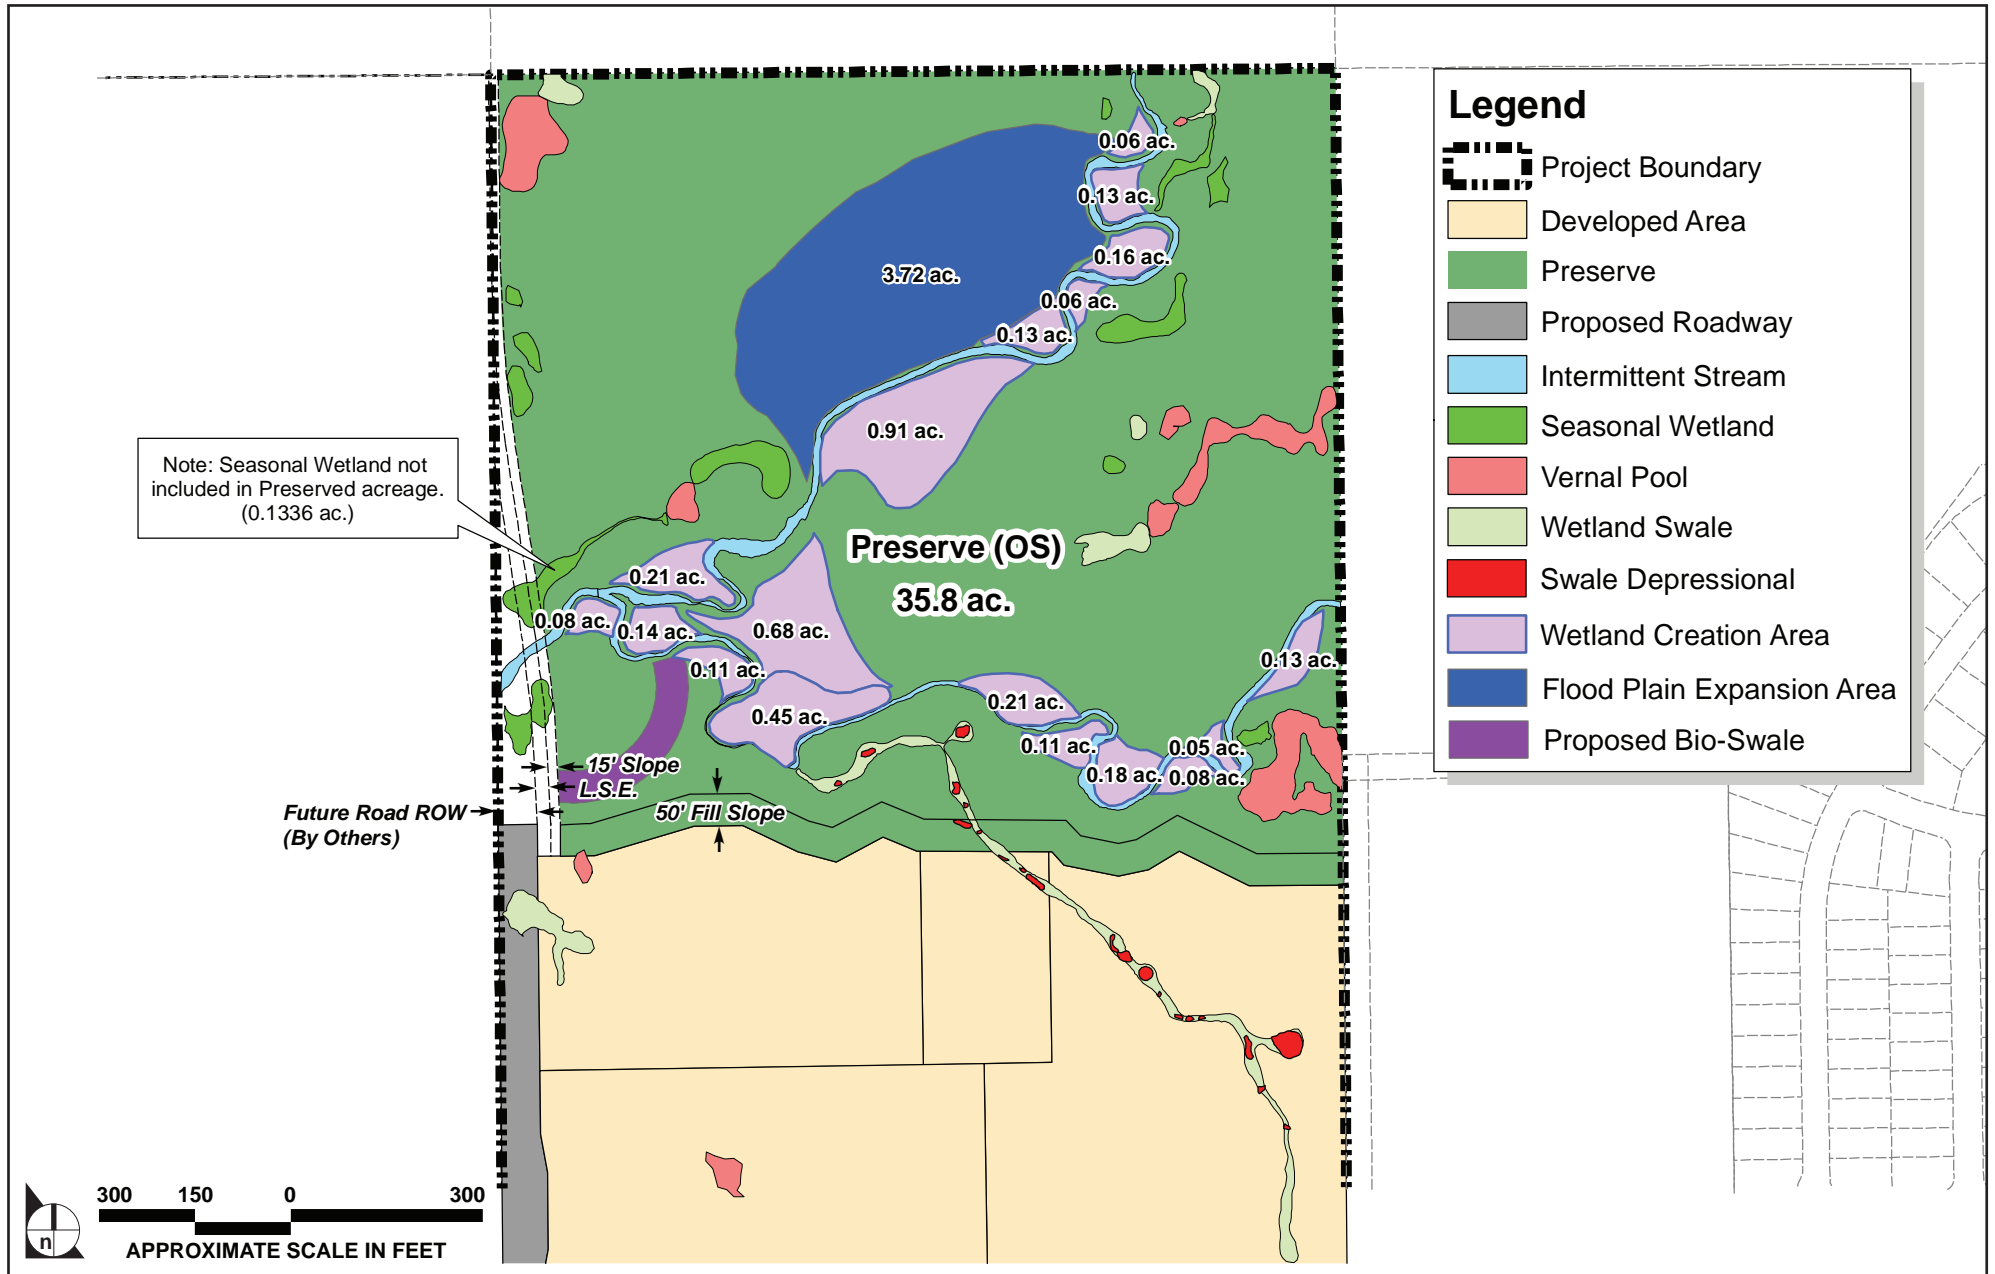 Legend
Project Boundary
Developed Area
Preserve
Proposed Roadway
Intermittent Stream
Seasonal Wetland
Vernal Pool
Wetland Swale
Swale Depressional
Wetland Creation Area
Flood Plain Expansion Area
Proposed Bio-Swale
0.06 ac.
0.13 ac.
0.16 ac.
3.72 ac.
0.06 ac.
0.13 ac.
0.91 ac.
Note: Seasonal Wetland not
included in Preserved acreage.
(0.1336 ac.)
Preserve (OS)
35.8 ac.
0.21 ac.
0.08 ac.
0.14 ac.
0.68 ac.
0.11 ac.
0.13 ac.
0.45 ac.
0.21 ac.
0.11 ac.
0.05 ac.
0.18 ac.
0.08 ac.
15' Slope
L.S.E.
Future Road ROW
(By Others)
50' Fill Slope
n
300 150 0 300
APPROXIMATE SCALE IN FEET